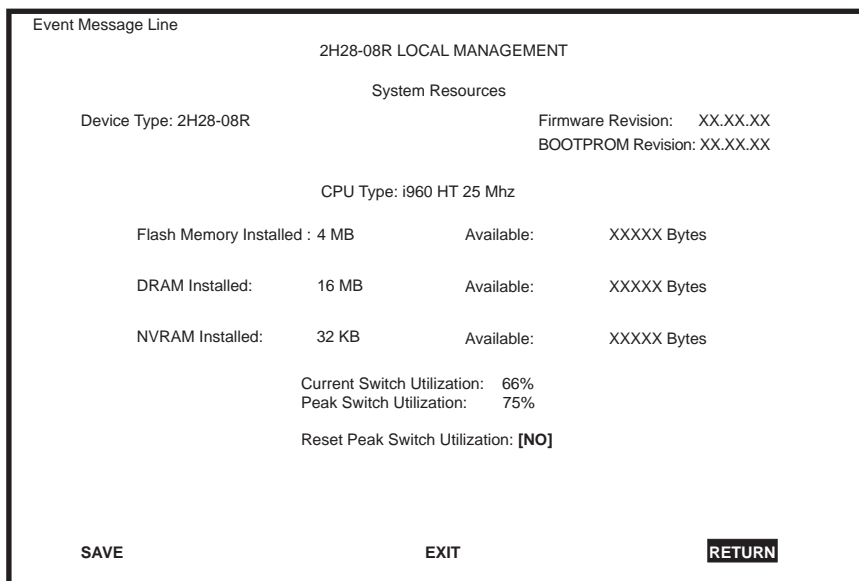 Event Message Line
2H28-08R LOCAL MANAGEMENT
System Resources
Device Type: 2H28-08R Firmware Revision: XX.XX.XX
BOOTPROM Revision: XX.XX.XX
CPU Type: i960 HT 25 Mhz
Flash Memory Installed : 4 MB Available: XXXXX Bytes
DRAM Installed: 16 MB Available: XXXXX Bytes
NVRAM Installed: 32 KB Available: XXXXX Bytes
Current Switch Utilization: 66%
Peak Switch Utilization: 75%
Reset Peak Switch Utilization: [NO]
SAVE EXIT RETURN